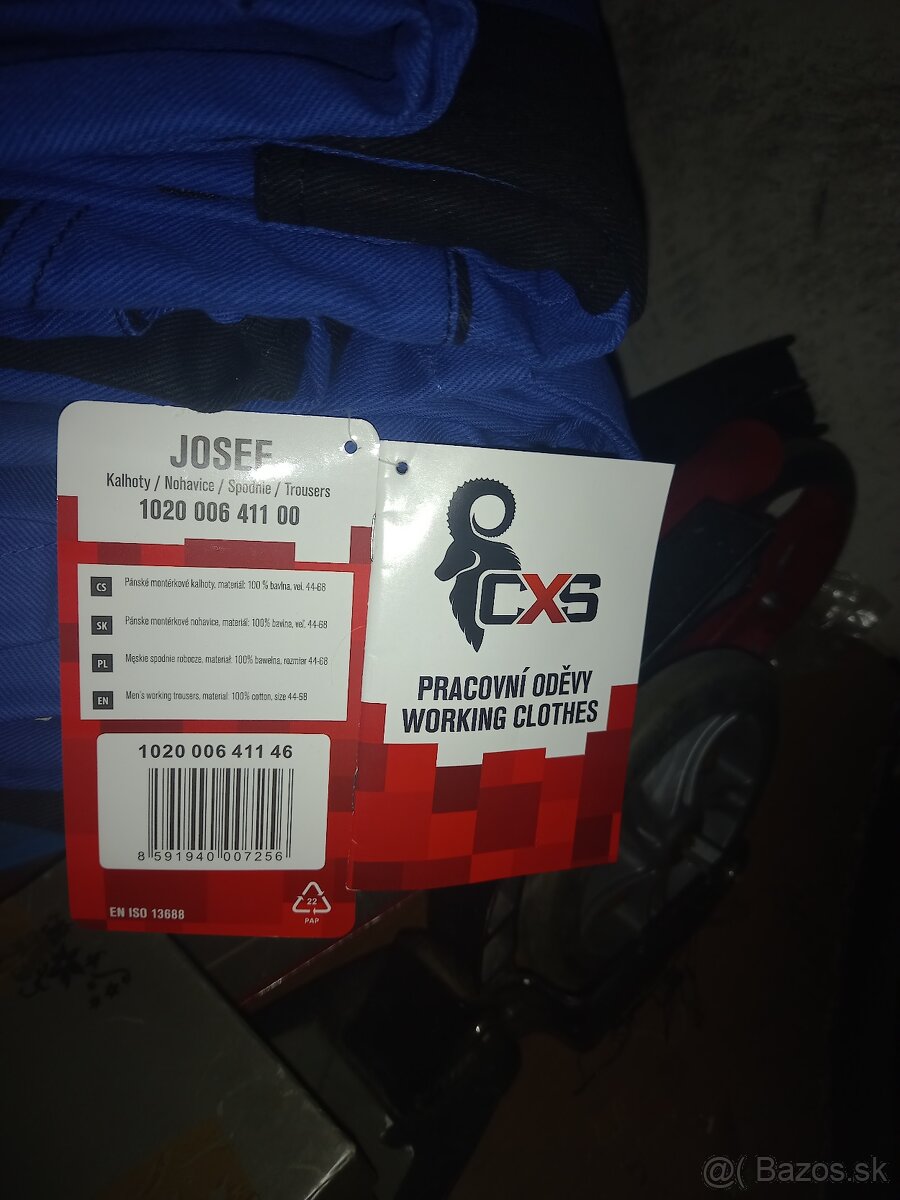 JOSEF
Kalhoty / Nohavice / Spodnie / Trousers
1020 006 411 00
CS Pánské montérkové kalhoty, materiál: 100 % bavlna, vel. 44-68
SK Pánske montérkové nohavice, materiál: 100% bavlna, veľ. 44-68
PL Męskie spodnie robocze, materiał: 100% bawełna, rozmiar 44-68
EN Men's working trousers, material: 100% cotton, size 44-68
1020 006 411 46
8 591940 007256
EN ISO 13688
22
PAP
CXS
PRACOVNÍ ODĚVY
WORKING CLOTHES
@( Bazos.sk